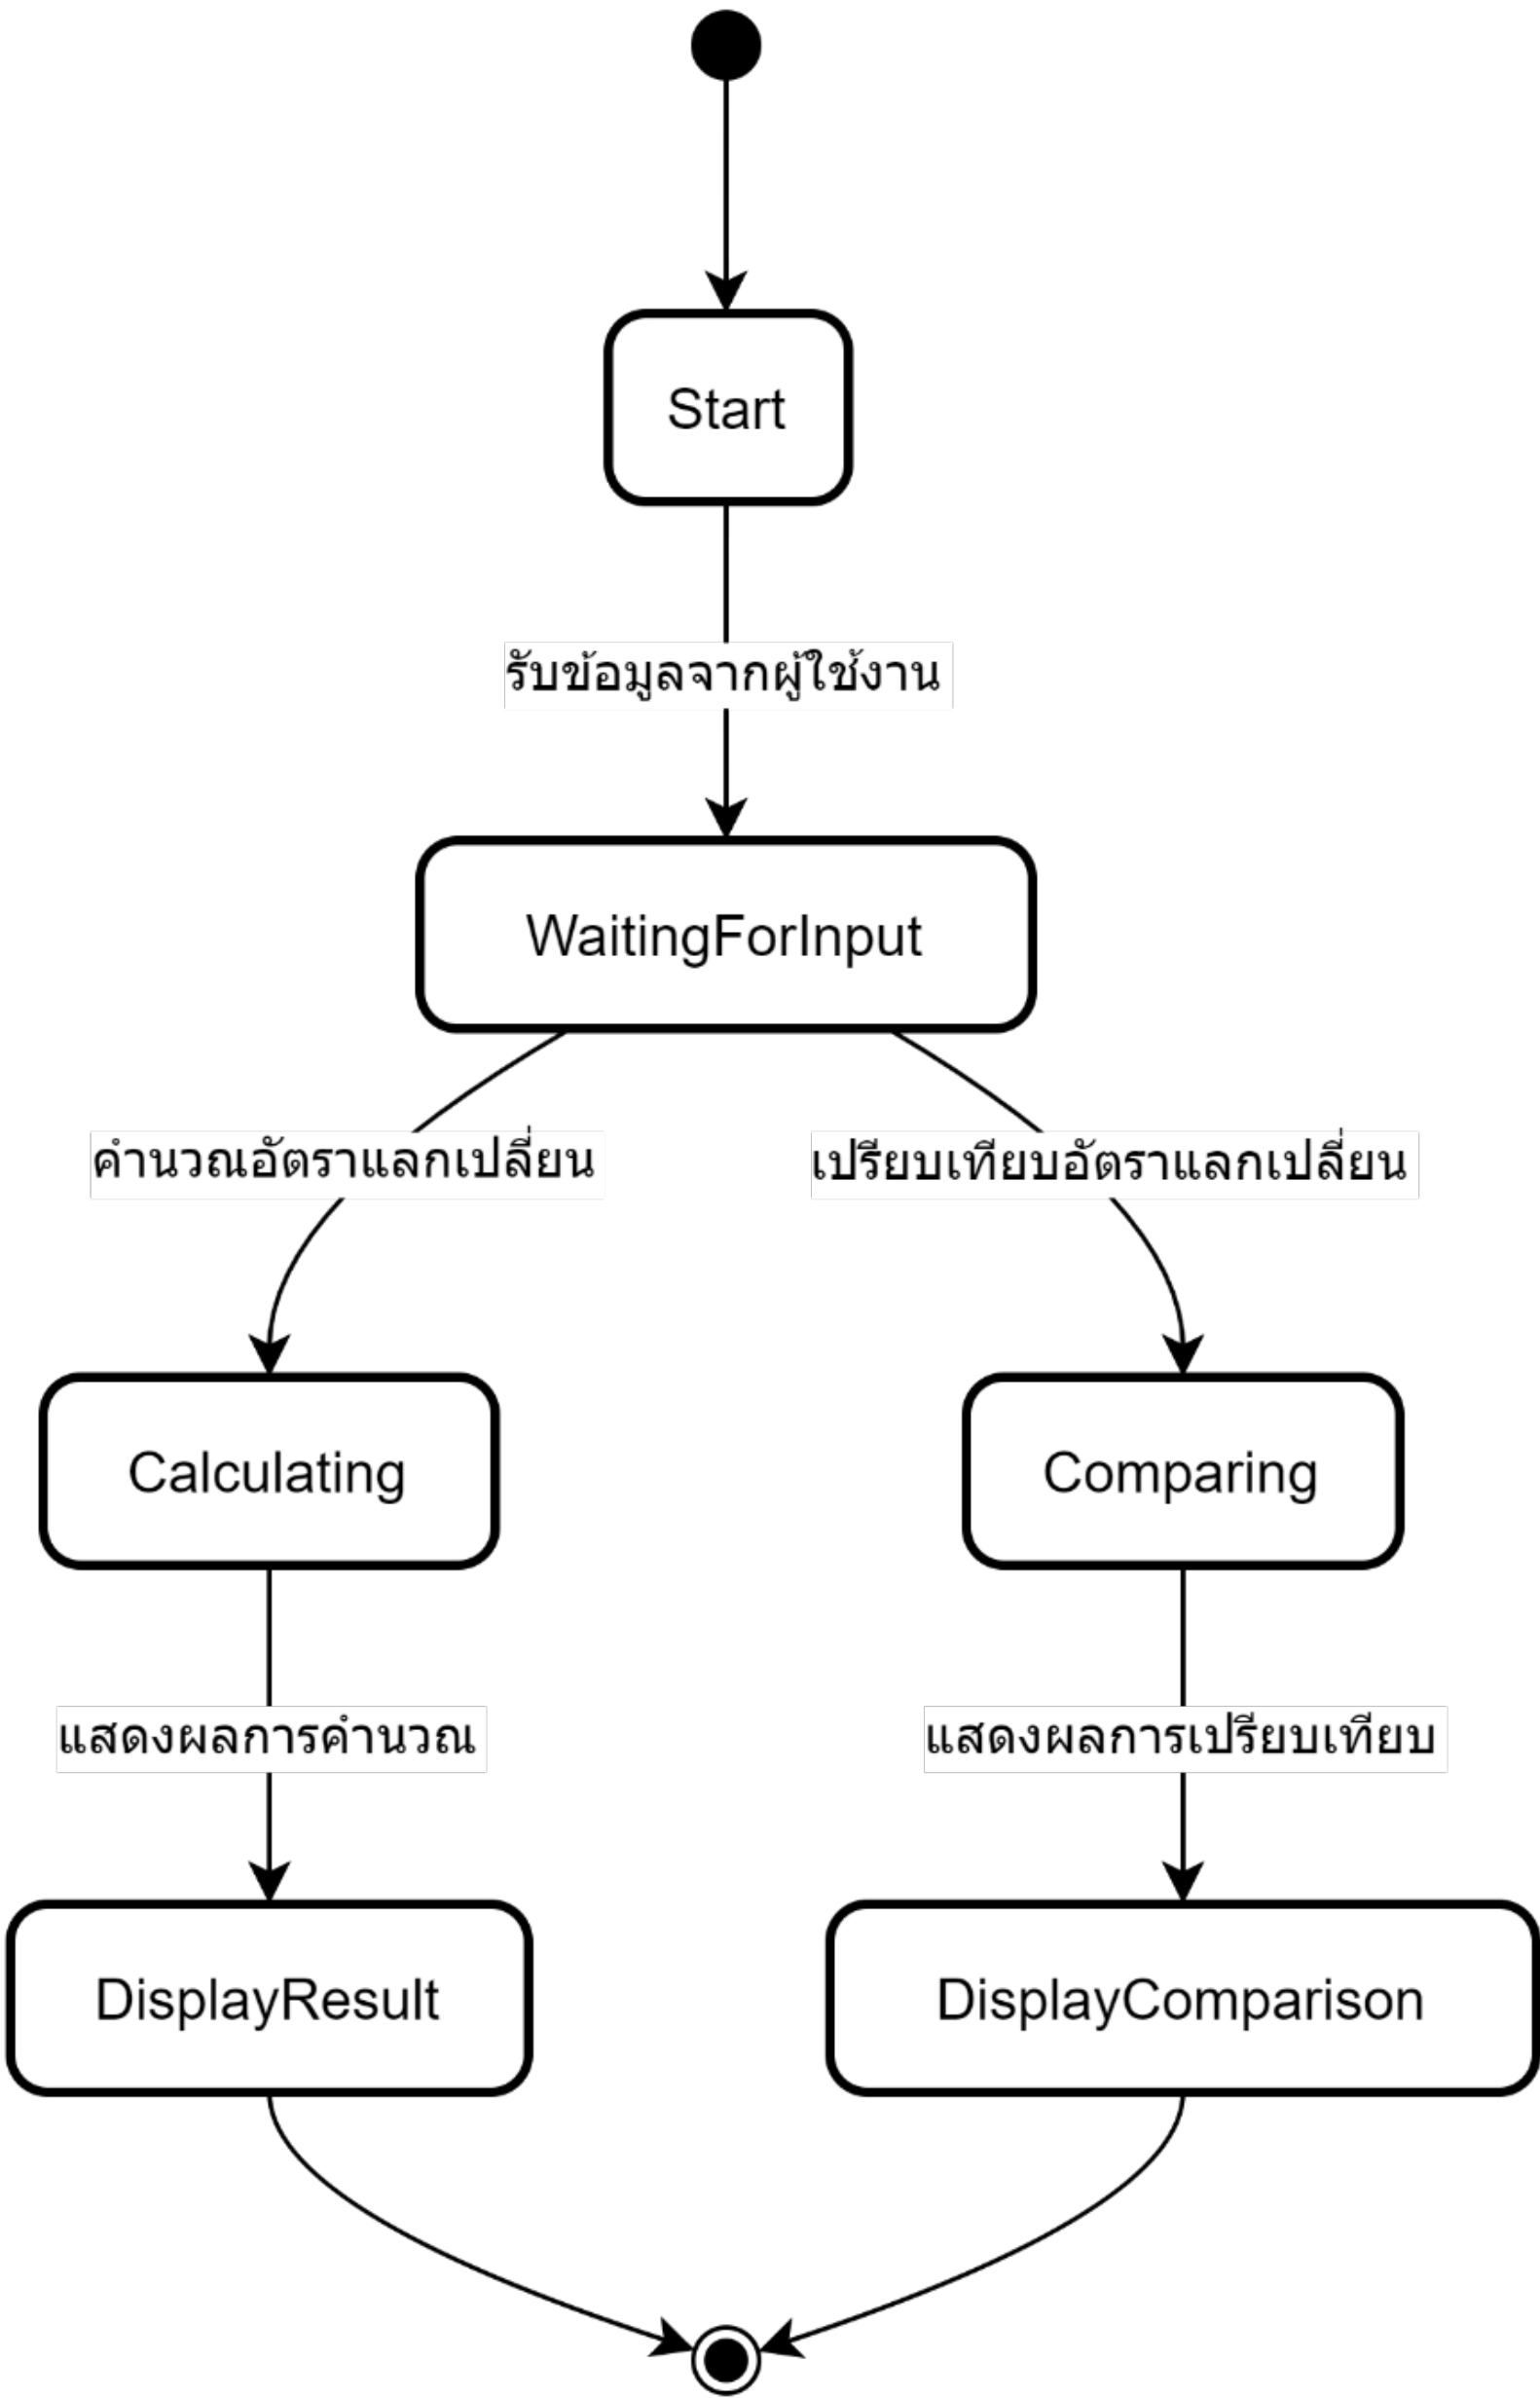 Start
รับข้อมูลจากผู้ใช้งาน
WaitingForInput
คำนวณอัตราแลกเปลี่ยน
เปรียบเทียบอัตราแลกเปลี่ยน
Calculating
Comparing
แสดงผลการคำนวณ
แสดงผลการเปรียบเทียบ
DisplayResult
DisplayComparison